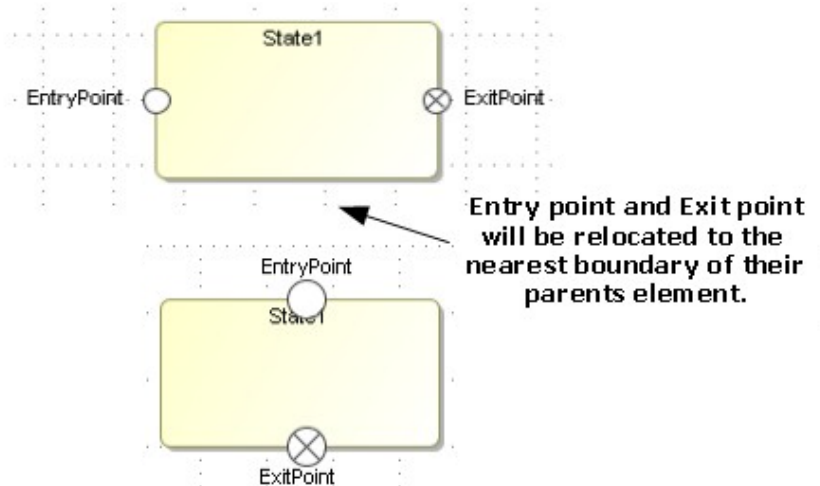 State1
EntryPoint
ExitPoint
Entry point and Exit point
will be relocated to the
nearest boundary of their
parents element.
EntryPoint
State1
ExitPoint